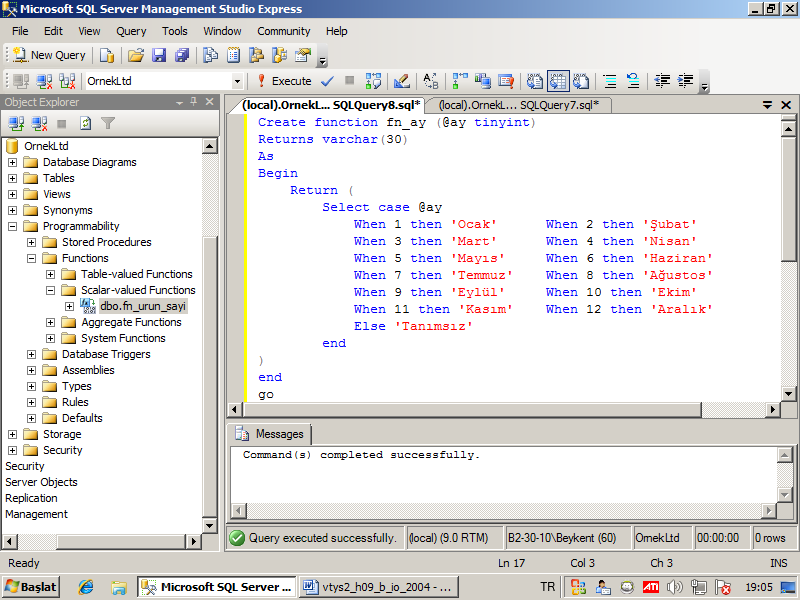 Microsoft SQL Server Management Studio Express
File Edit View Query Tools Window Community Help
New Query
OrnekLtd Execute
Object Explorer
OrnekLtd
Database Diagrams
Tables
Views
Synonyms
Programmability
Stored Procedures
Functions
Table-valued Functions
Scalar-valued Functions
dbo.fn_urun_sayi
Aggregate Functions
System Functions
Database Triggers
Assemblies
Types
Rules
Defaults
Storage
Security
Security
Server Objects
Replication
Management
(local).OrnekL... SQLQuery8.sql* (local).OrnekL... SQLQuery7.sql*
Create function fn_ay (@ay tinyint)
Returns varchar(30)
As
Begin
Return (
Select case @ay
When 1 then 'Ocak' When 2 then 'Şubat'
When 3 then 'Mart' When 4 then 'Nisan'
When 5 then 'Mayıs' When 6 then 'Haziran'
When 7 then 'Temmuz' When 8 then 'Ağustos'
When 9 then 'Eylül' When 10 then 'Ekim'
When 11 then 'Kasım' When 12 then 'Aralık'
Else 'Tanımsız'
end
)
end
go
Messages
Command(s) completed successfully.
Query executed successfully. (local) (9.0 RTM) B2-30-10\Beykent (60) OrnekLtd 00:00:00 0 rows
Ready Ln 17 Col 3 Ch 3 INS
Başlat Microsoft SQL Server ... vtys2_h09_b_jo_2004 - ... TR ATI 19:05